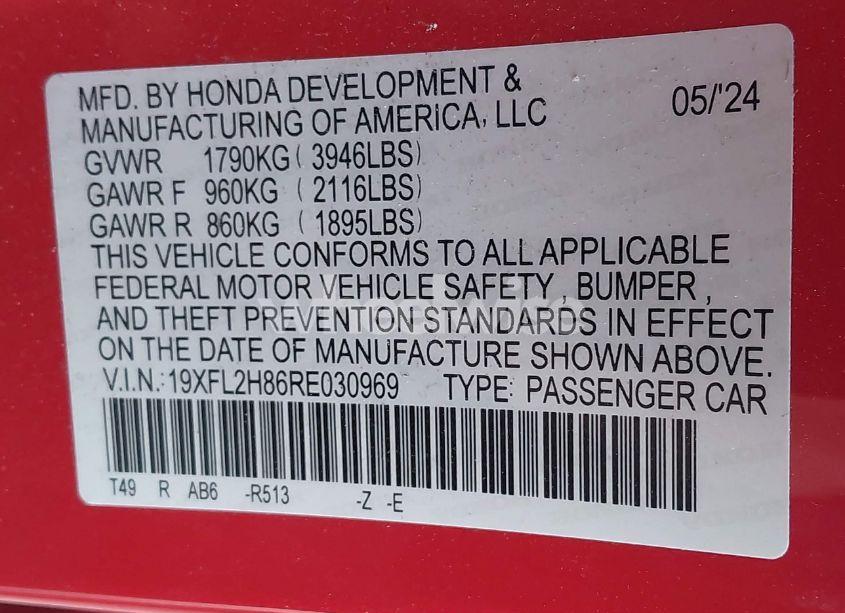 MFD. BY HONDA DEVELOPMENT &
MANUFACTURING OF AMERICA, LLC 05/'24
GVWR 1790KG ( 3946LBS)
GAWR F 960KG ( 2116LBS)
GAWR R 860KG ( 1895LBS)
THIS VEHICLE CONFORMS TO ALL APPLICABLE
FEDERAL MOTOR VEHICLE SAFETY, BUMPER,
AND THEFT PREVENTION STANDARDS IN EFFECT
ON THE DATE OF MANUFACTURE SHOWN ABOVE.
V.I.N.:19XFL2H86RE030969 TYPE: PASSENGER CAR
T49 R AB6 -R513 -Z -E